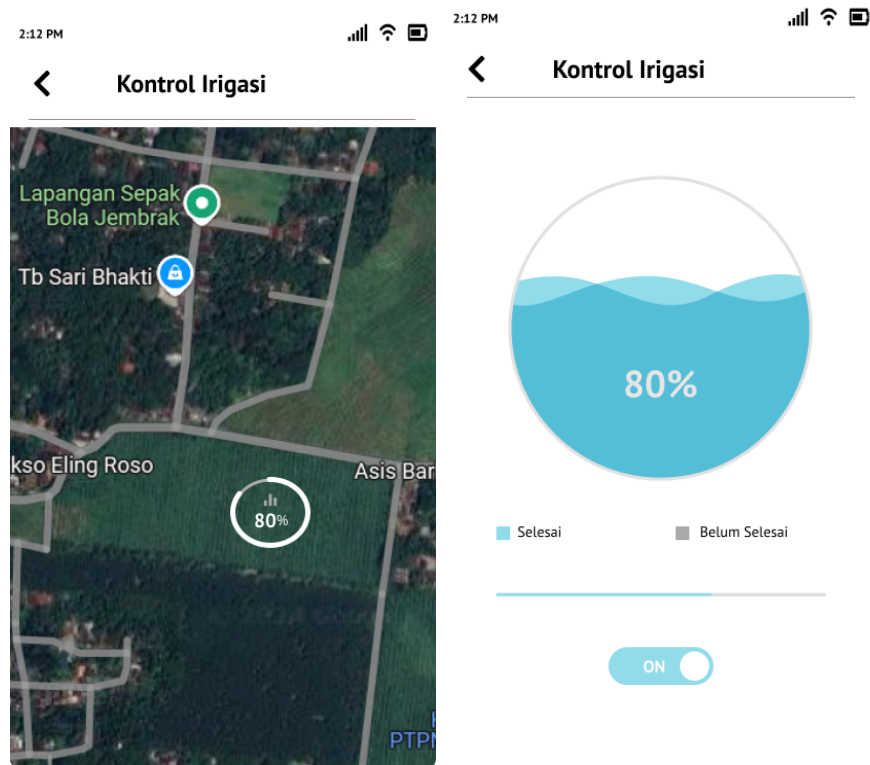 2:12 PM
Kontrol Irigasi
Lapangan Sepak
Bola Jembrak
Tb Sari Bhakti
kso Eling Roso
Asis Bar
80%
PTPN
2:12 PM
Kontrol Irigasi
80%
Selesai
Belum Selesai
ON